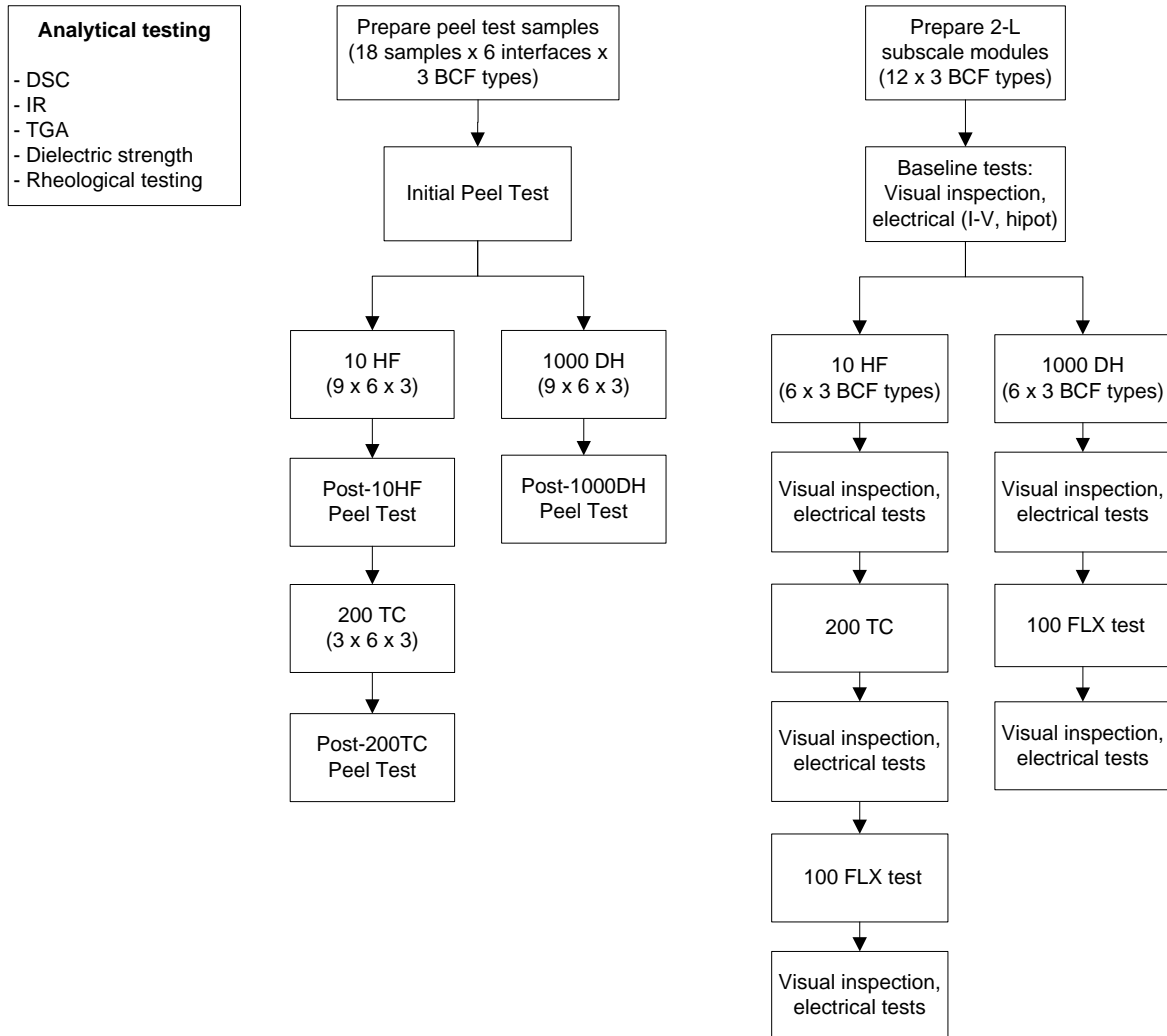 Analytical testing
- DSC
- IR
- TGA
- Dielectric strength
- Rheological testing
Prepare peel test samples
(18 samples x 6 interfaces x
3 BCF types)
Initial Peel Test
10 HF
(9 x 6 x 3)
1000 DH
(9 x 6 x 3)
Post-10HF
Peel Test
Post-1000DH
Peel Test
200 TC
(3 x 6 x 3)
Post-200TC
Peel Test
Prepare 2-L
subscale modules
(12 x 3 BCF types)
Baseline tests:
Visual inspection,
electrical (I-V, hipot)
10 HF
(6 x 3 BCF types)
1000 DH
(6 x 3 BCF types)
Visual inspection,
electrical tests
Visual inspection,
electrical tests
200 TC
100 FLX test
Visual inspection,
electrical tests
Visual inspection,
electrical tests
100 FLX test
Visual inspection,
electrical tests